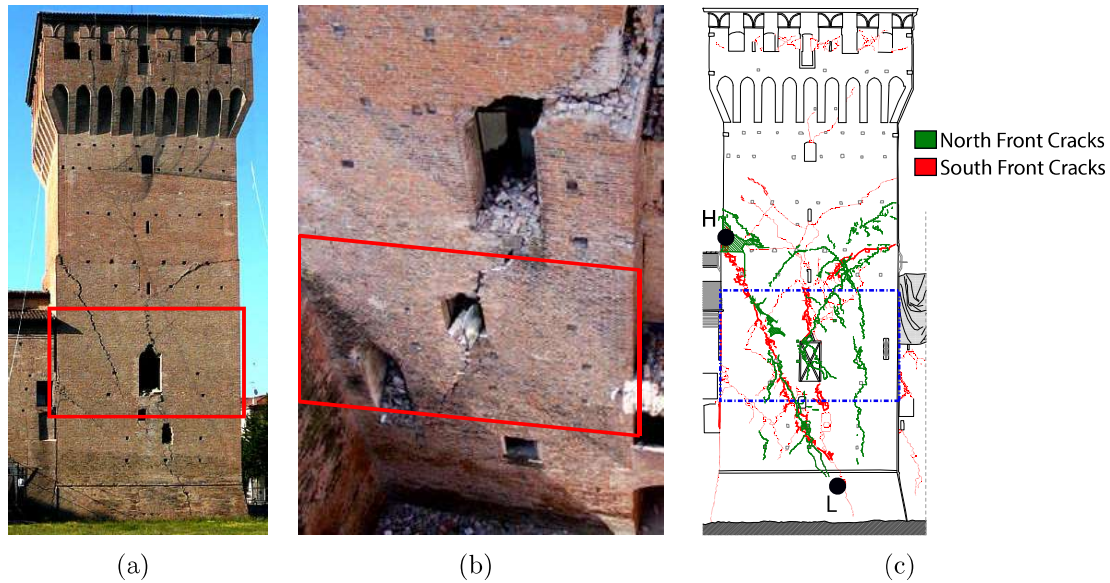 North Front Cracks
South Front Cracks
H
L
(a)
(b)
(c)